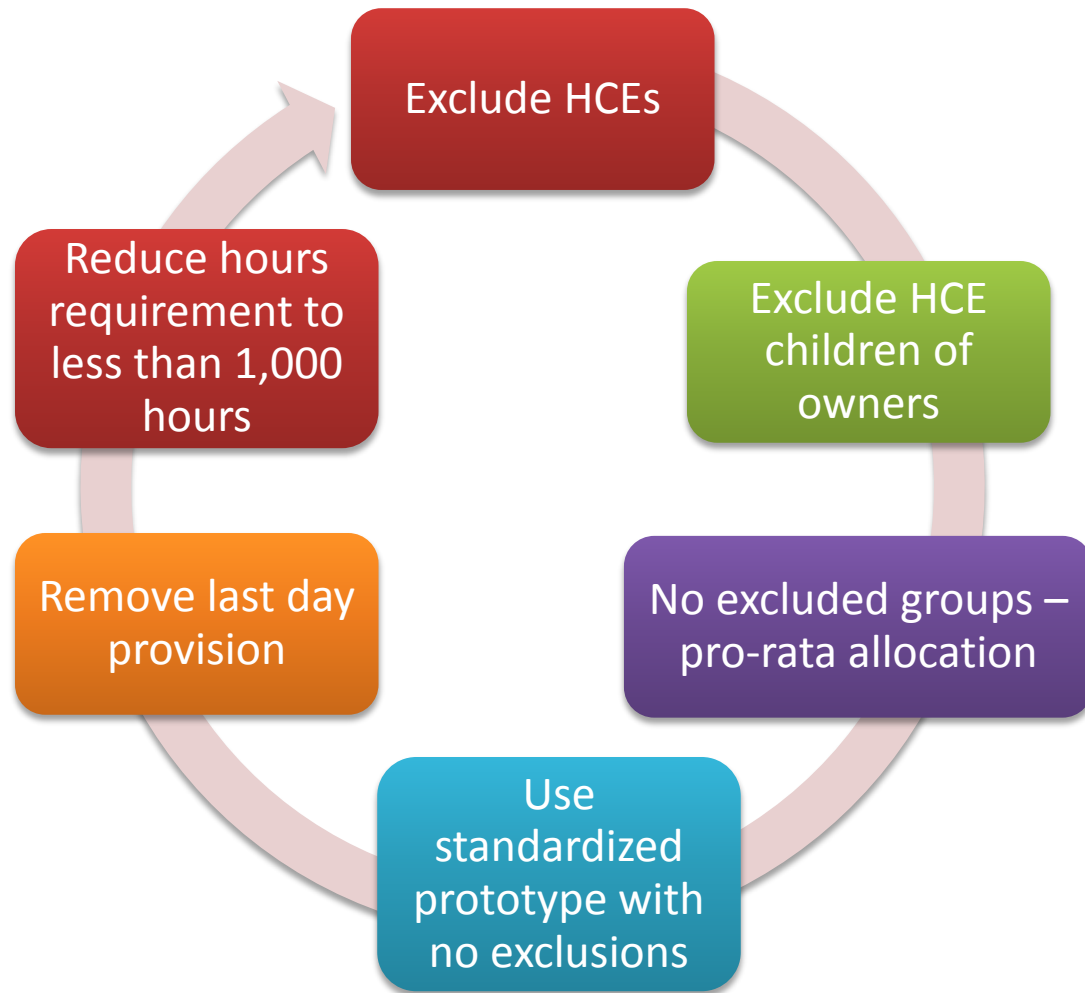 Exclude HCEs
Exclude HCE
children of
owners
No excluded groups –
pro-rata allocation
Use
standardized
prototype with
no exclusions
Remove last day
provision
Reduce hours
requirement to
less than 1,000
hours